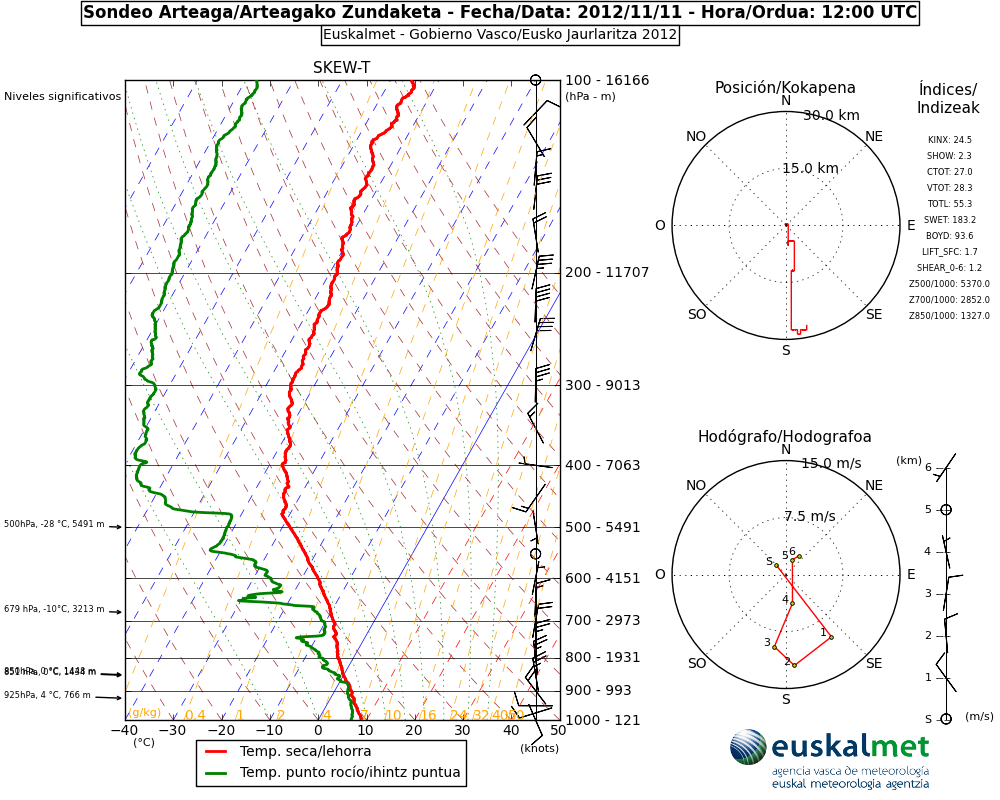 Sondeo Arteaga/Arteagako Zundaketa - Fecha/Data: 2012/11/11 - Hora/Ordua: 12:00 UTC
Euskalmet - Gobierno Vasco/Eusko Jaurlaritza 2012
SKEW-T
Niveles significativos
100 - 16166
(hPa - m)
200 - 11707
300 - 9013
400 - 7063
500 - 5491
600 - 4151
700 - 2973
800 - 1931
900 - 993
1000 - 121
500hPa, -28 °C, 5491 m
679 hPa, -10°C, 3213 m
925hPa, 4 °C, 766 m
(g/kg) 0.4 1 2 4 7 10 16 24 32
−40 −30 −20 −10 0 10 20 30 40 50
(°C)
(knots)
Temp. seca/lehorra
Temp. punto rocío/ihintz puntua
Posición/Kokapena
N
30.0 km
NO
NE
15.0 km
O
E
SO
SE
S
Índices/
Indizeak
KINX: 24.5
SHOW: 2.3
CTOT: 27.0
VTOT: 28.3
TOTL: 55.3
SWET: 183.2
BOYD: 93.6
LIFT_SFC: 1.7
SHEAR_0-6: 1.2
Z500/1000: 5370.0
Z700/1000: 2852.0
Z850/1000: 1327.0
Hodógrafo/Hodografoa
N
15.0 m/s
NO
NE
7.5 m/s
5 6
S
O
E
4
1
3
2
SO
SE
S
(km)
6
5
4
3
2
1
S
(m/s)
euskalmet
agencia vasca de meteorología
euskal meteorologia agentzia